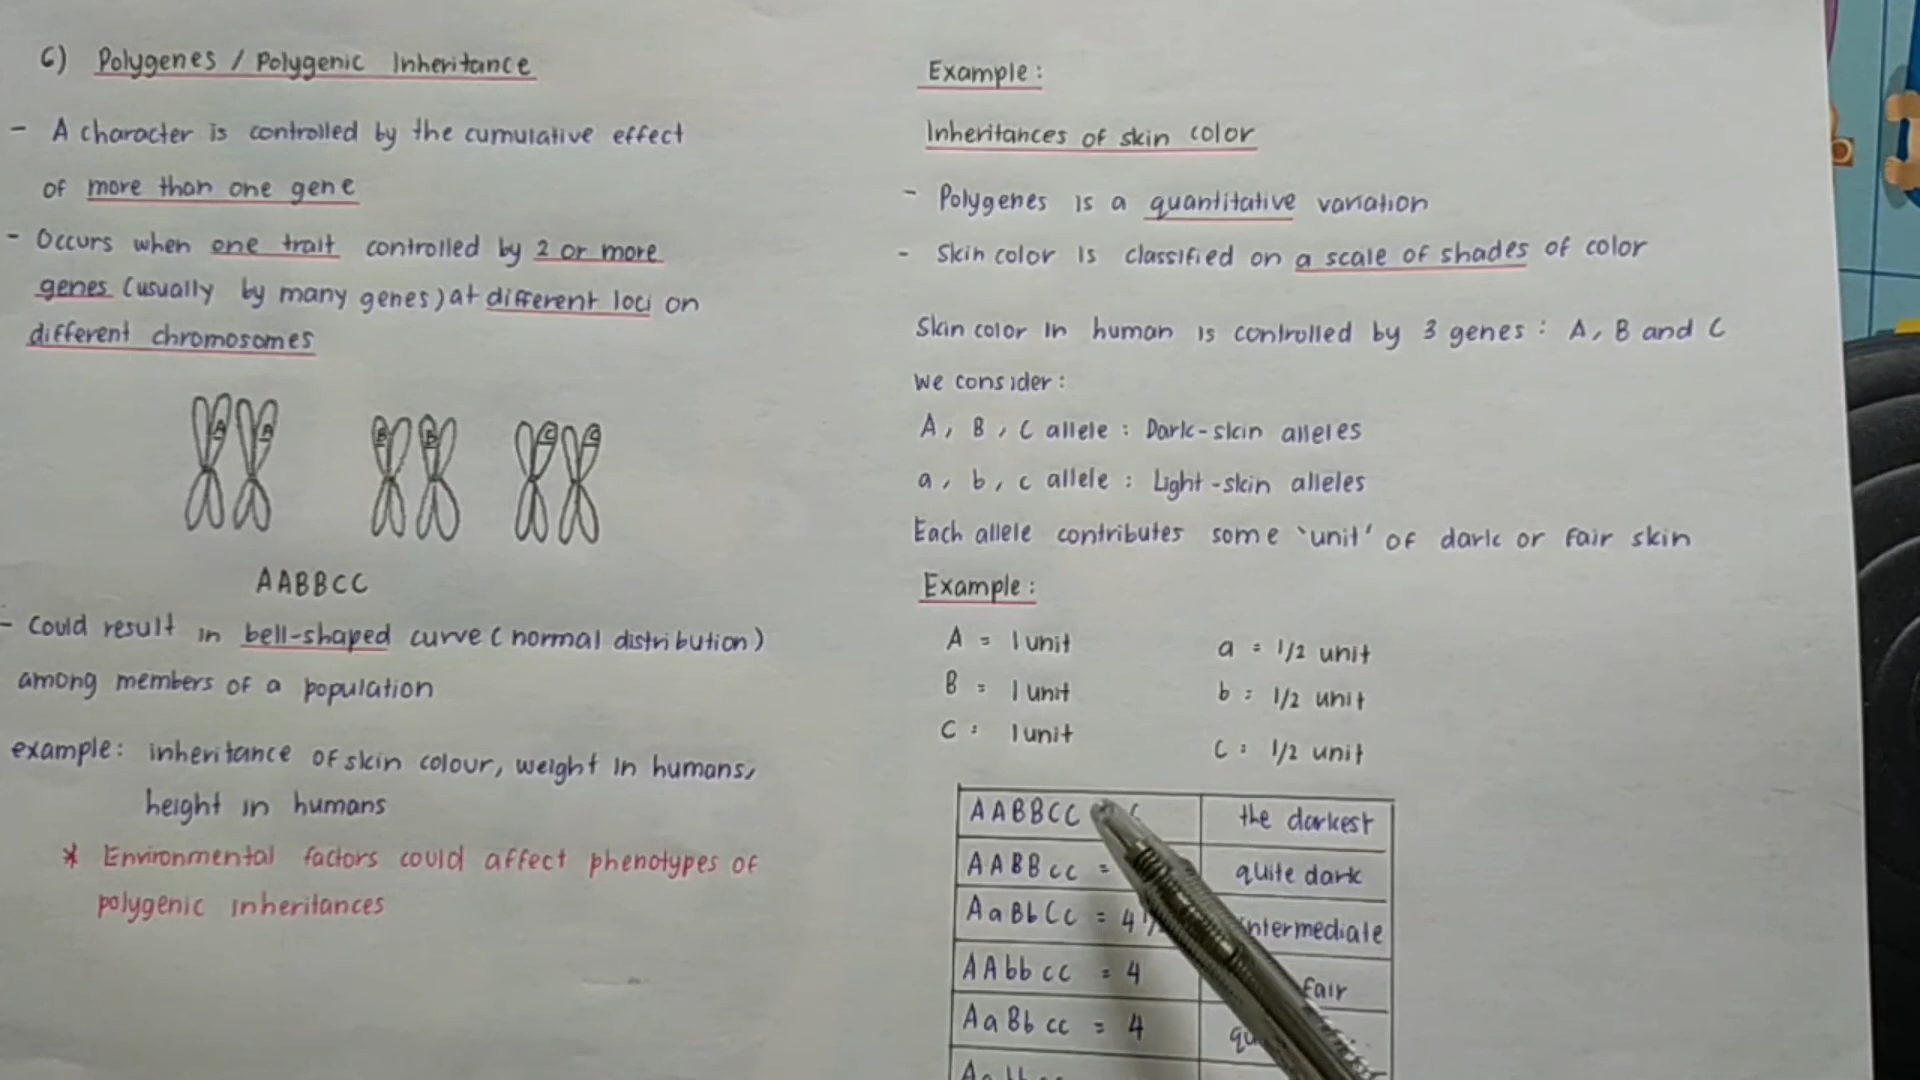 6) Polygenes / Polygenic Inheritance
- A character is controlled by the cumulative effect
of more than one gene
- Occurs when one trait controlled by 2 or more
genes (usually by many genes) at different loci on
different chromosomes
A A B B C C
AABBCC
- Could result in bell-shaped curve (normal distribution)
among members of a population
example: inheritance of skin colour, weight in humans,
height in humans
* Environmental factors could affect phenotypes of
polygenic inheritances
Example:
Inheritances of skin color
- Polygenes is a quantitative variation
- Skin color is classified on a scale of shades of color
Skin color in human is controlled by 3 genes: A, B and C
we consider:
A, B, C allele: Dark-skin alleles
a, b, c allele: Light-skin alleles
Each allele contributes some 'unit' of dark or fair skin
Example:
A = 1 unit a = 1/2 unit
B = 1 unit b = 1/2 unit
C = 1 unit c = 1/2 unit
AABBCC the darkest
AABBcc = quite dark
AaBbCc = 4 intermediate
AAbbcc = 4 fair
AaBbcc = 4